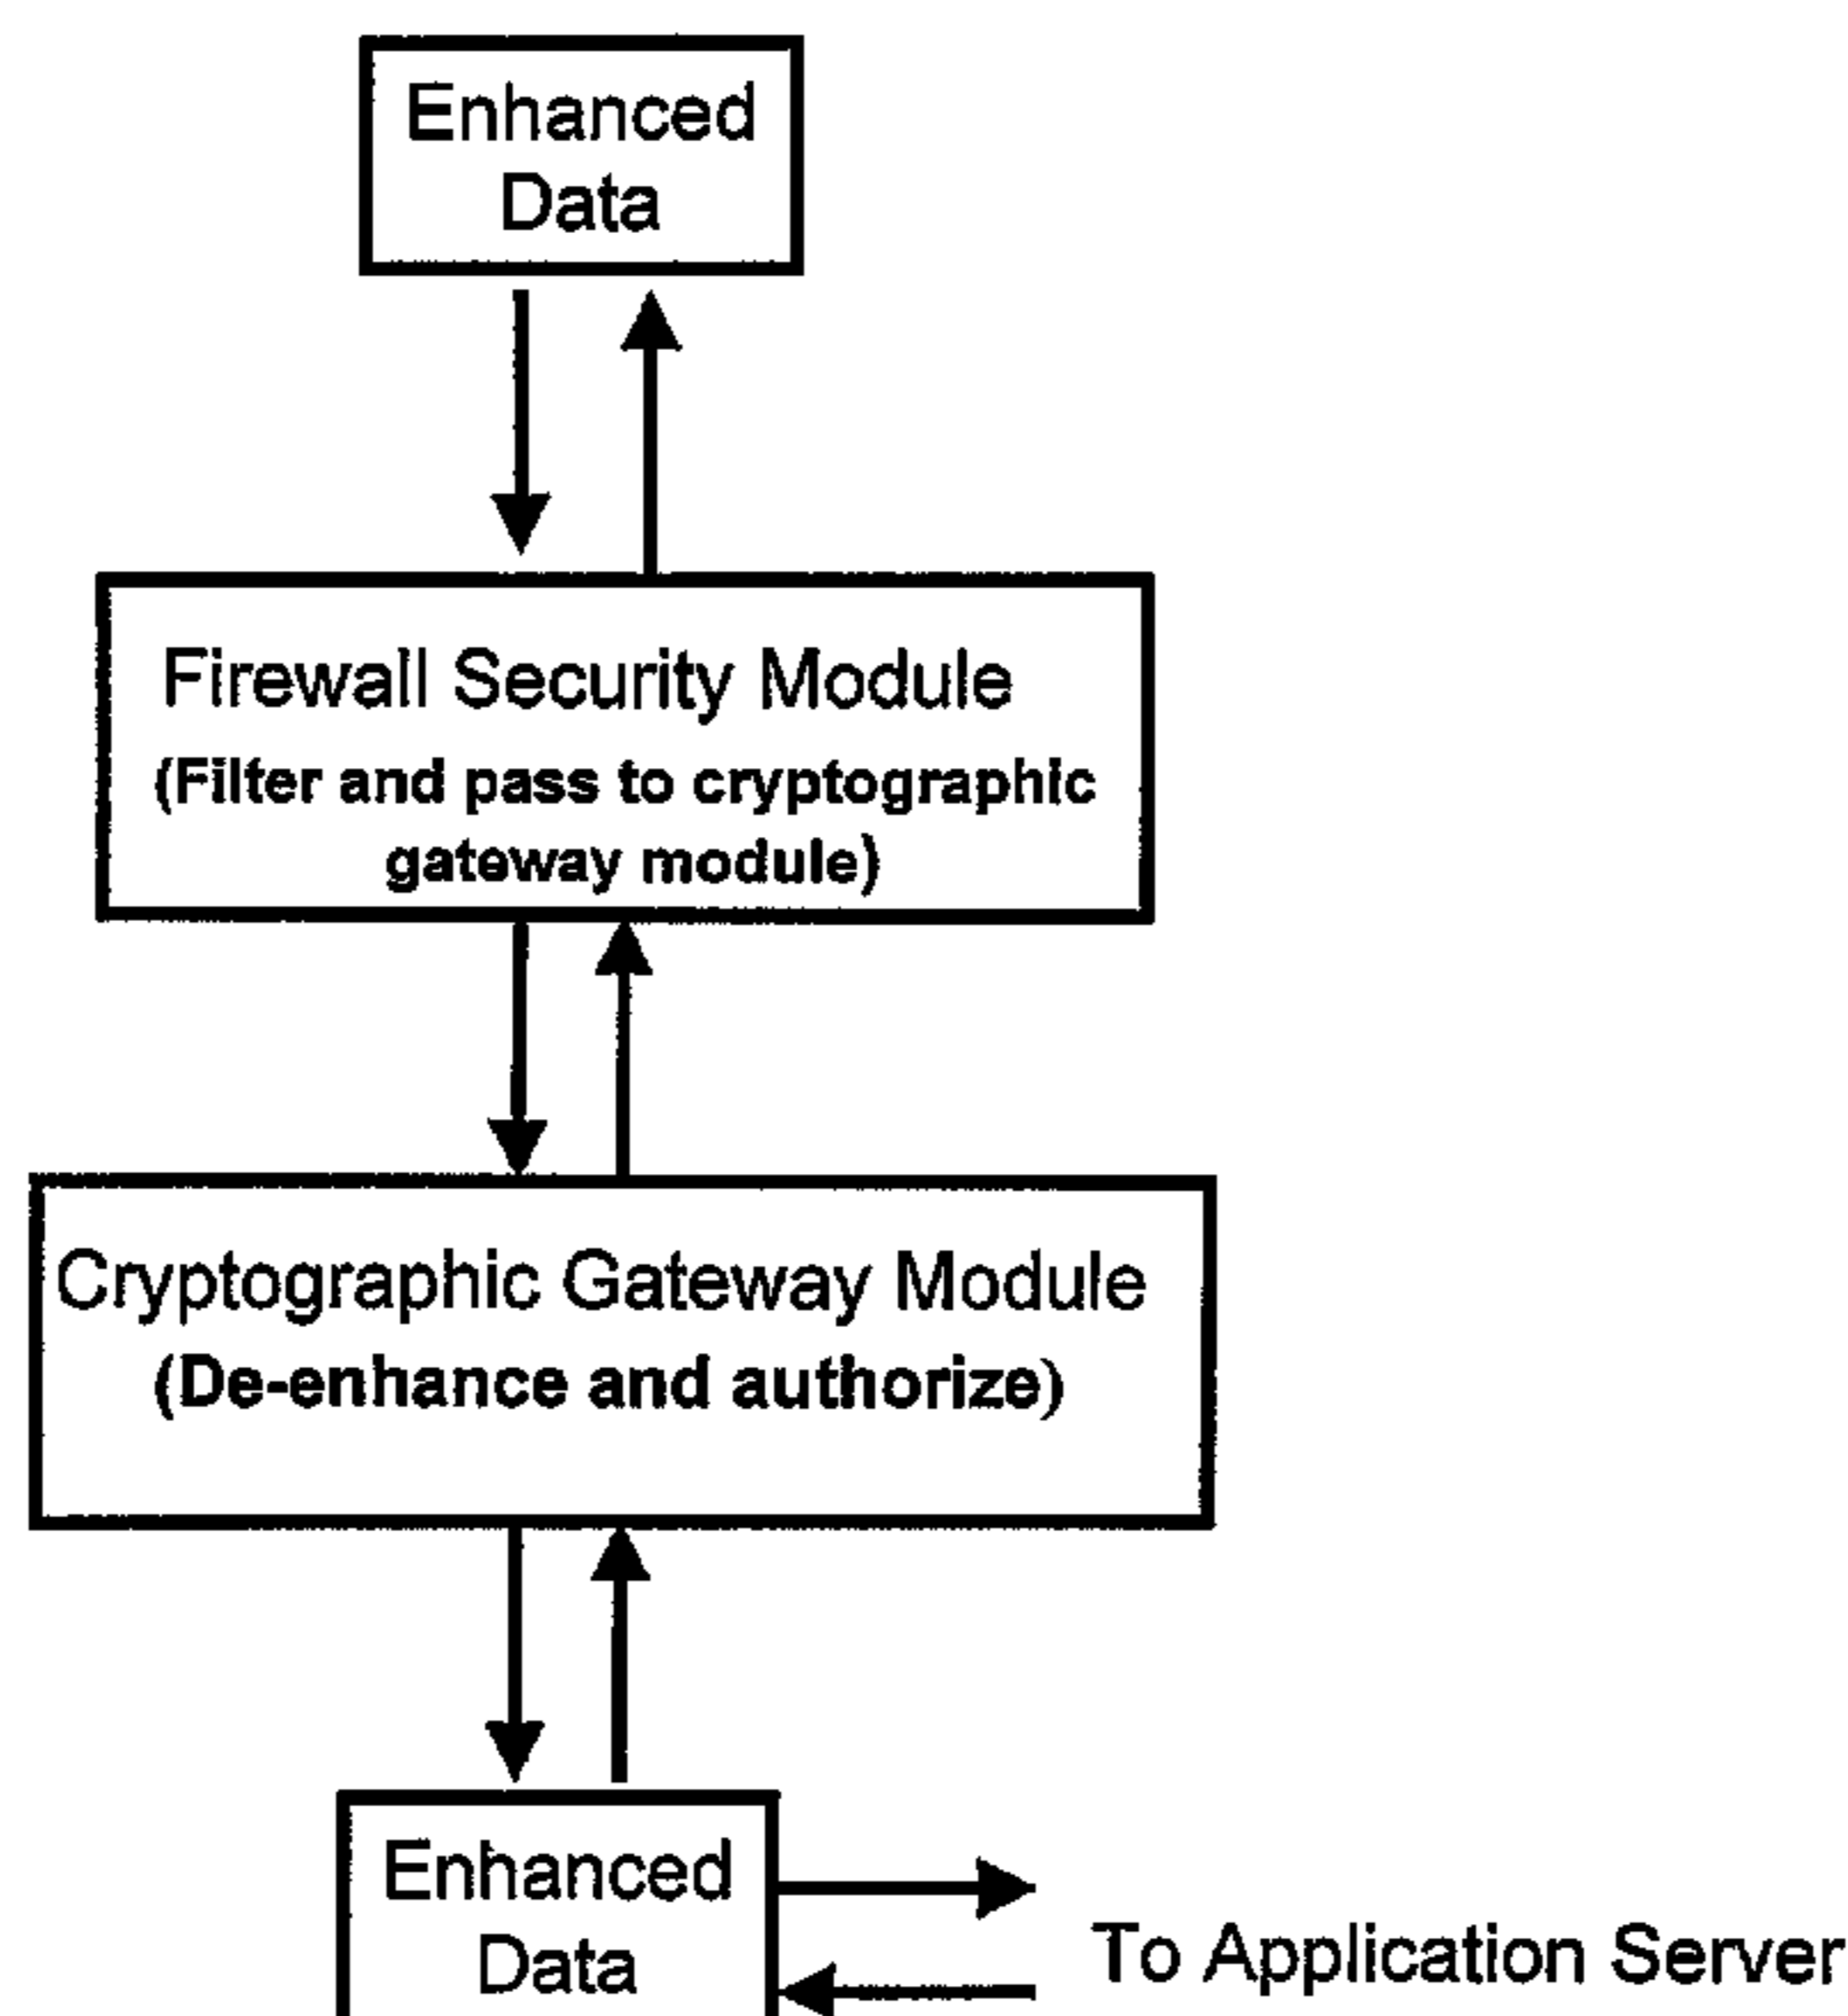 Enhanced
Data
Firewall Security Module
(Filter and pass to cryptographic
gateway module)
Cryptographic Gateway Module
(De-enhance and authorize)
Enhanced
Data
To Application Server